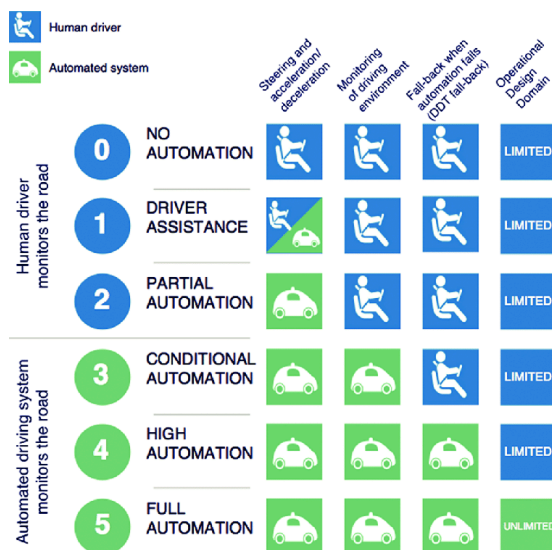 Human driver
Automated system
Steering and
acceleration/
deceleration
Monitoring
of driving
environment
Fall-back when
automation fails
(DDT fall-back)
Operational
Design
Domain
Human driver
monitors the road
0
NO
AUTOMATION
LIMITED
1
DRIVER
ASSISTANCE
LIMITED
2
PARTIAL
AUTOMATION
LIMITED
Automated driving system
monitors the road
3
CONDITIONAL
AUTOMATION
LIMITED
4
HIGH
AUTOMATION
LIMITED
5
FULL
AUTOMATION
UNLIMITED